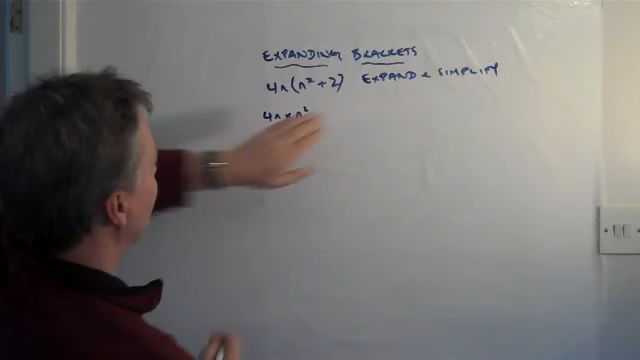 EXPANDING BRACKETS
4n(n²+2) EXPAND & SIMPLIFY
4n×n²